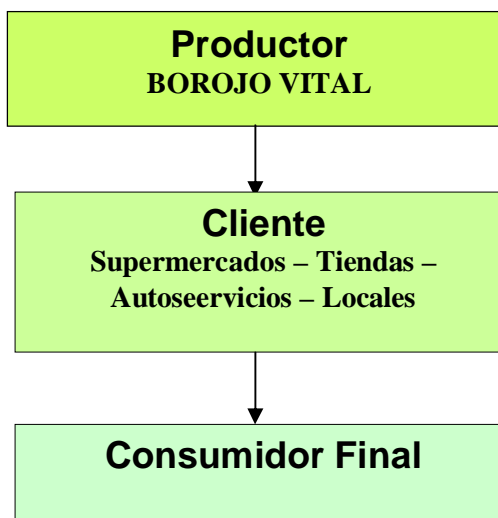 Productor
BOROJO VITAL
Cliente
Supermercados – Tiendas –
Autoseervicios – Locales
Consumidor Final